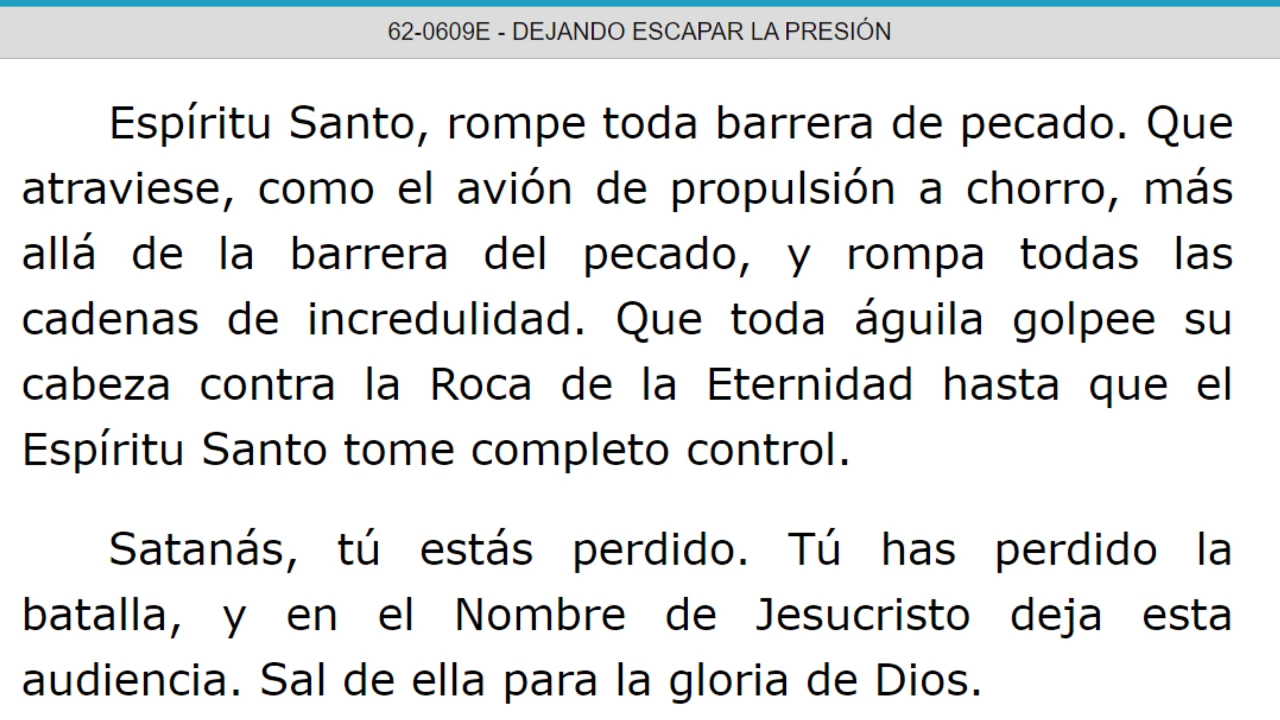 62-0609E - DEJANDO ESCAPAR LA PRESIÓN
Espíritu Santo, rompe toda barrera de pecado. Que
atraviese, como el avión de propulsión a chorro, más
allá de la barrera del pecado, y rompa todas las
cadenas de incredulidad. Que toda águila golpee su
cabeza contra la Roca de la Eternidad hasta que el
Espíritu Santo tome completo control.
Satanás, tú estás perdido. Tú has perdido la
batalla, y en el Nombre de Jesucristo deja esta
audiencia. Sal de ella para la gloria de Dios.